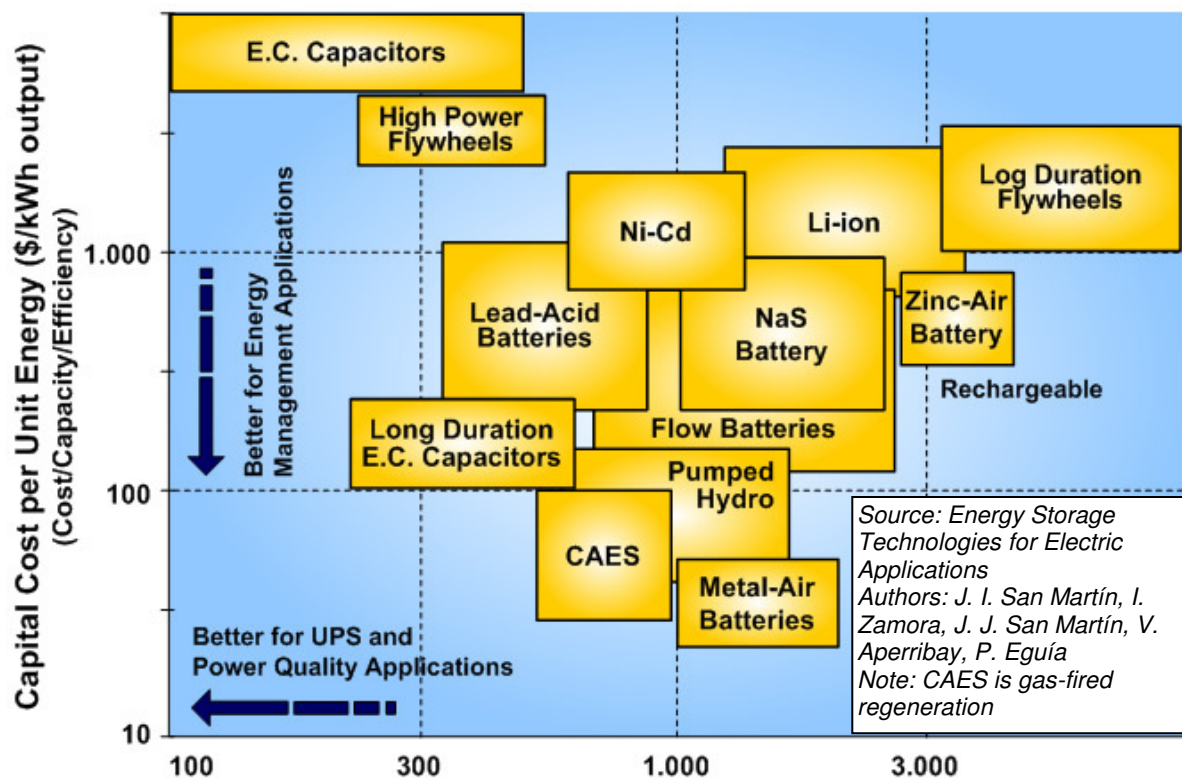 Capital Cost per Unit Energy ($/kWh output)
(Cost/Capacity/Efficiency)
E.C. Capacitors
High Power
Flywheels
Log Duration
Flywheels
Ni-Cd
Li-ion
1.000
Better for Energy
Management Applications
Lead-Acid
Batteries
NaS
Battery
Zinc-Air
Battery
Rechargeable
Long Duration
E.C. Capacitors
Flow Batteries
Pumped
Hydro
100
CAES
Metal-Air
Batteries
Source: Energy Storage
Technologies for Electric
Applications
Authors: J. I. San Martín, I.
Zamora, J. J. San Martín, V.
Aperribay, P. Eguía
Note: CAES is gas-fired
regeneration
Better for UPS and
Power Quality Applications
10
100
300
1.000
3.000